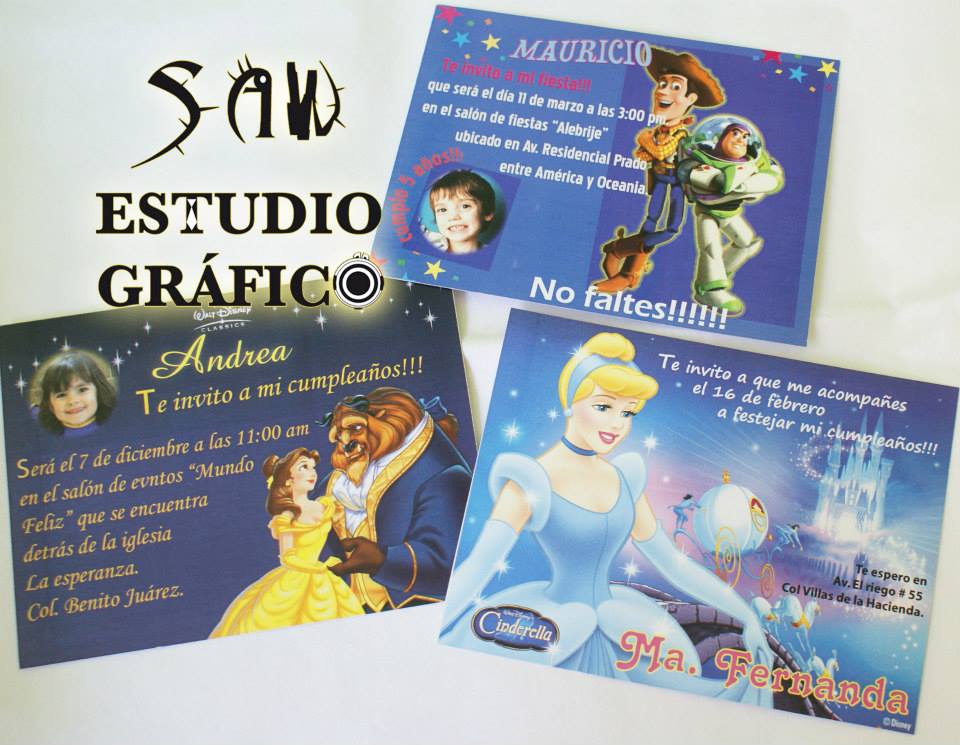 SAW
ESTUDIO
GRÁFICO
MAURICIO
Te invito a mi fiesta!!!
que será el día 11 de marzo a las 3:00 pm
en el salón de fiestas "Alebrije"
ubicado en Av. Residencial Prado
entre América y Oceania.
cumplo 5 años!!!
No faltes!!!!!!
WALT DISNEY
CLASSICS
Andrea
Te invito a mi cumpleaños!!!
Será el 7 de diciembre a las 11:00 am
en el salón de evntos "Mundo
Feliz" que se encuentra
detrás de la iglesia
La esperanza.
Col. Benito Juárez.
Te invito a que me acompañes
el 16 de febrero
a festejar mi cumpleaños!!!
Te espero en
Av. El riego # 55
Col Villas de la Hacienda.
WALT DISNEY'S
Cinderella
Ma. Fernanda
© Disney